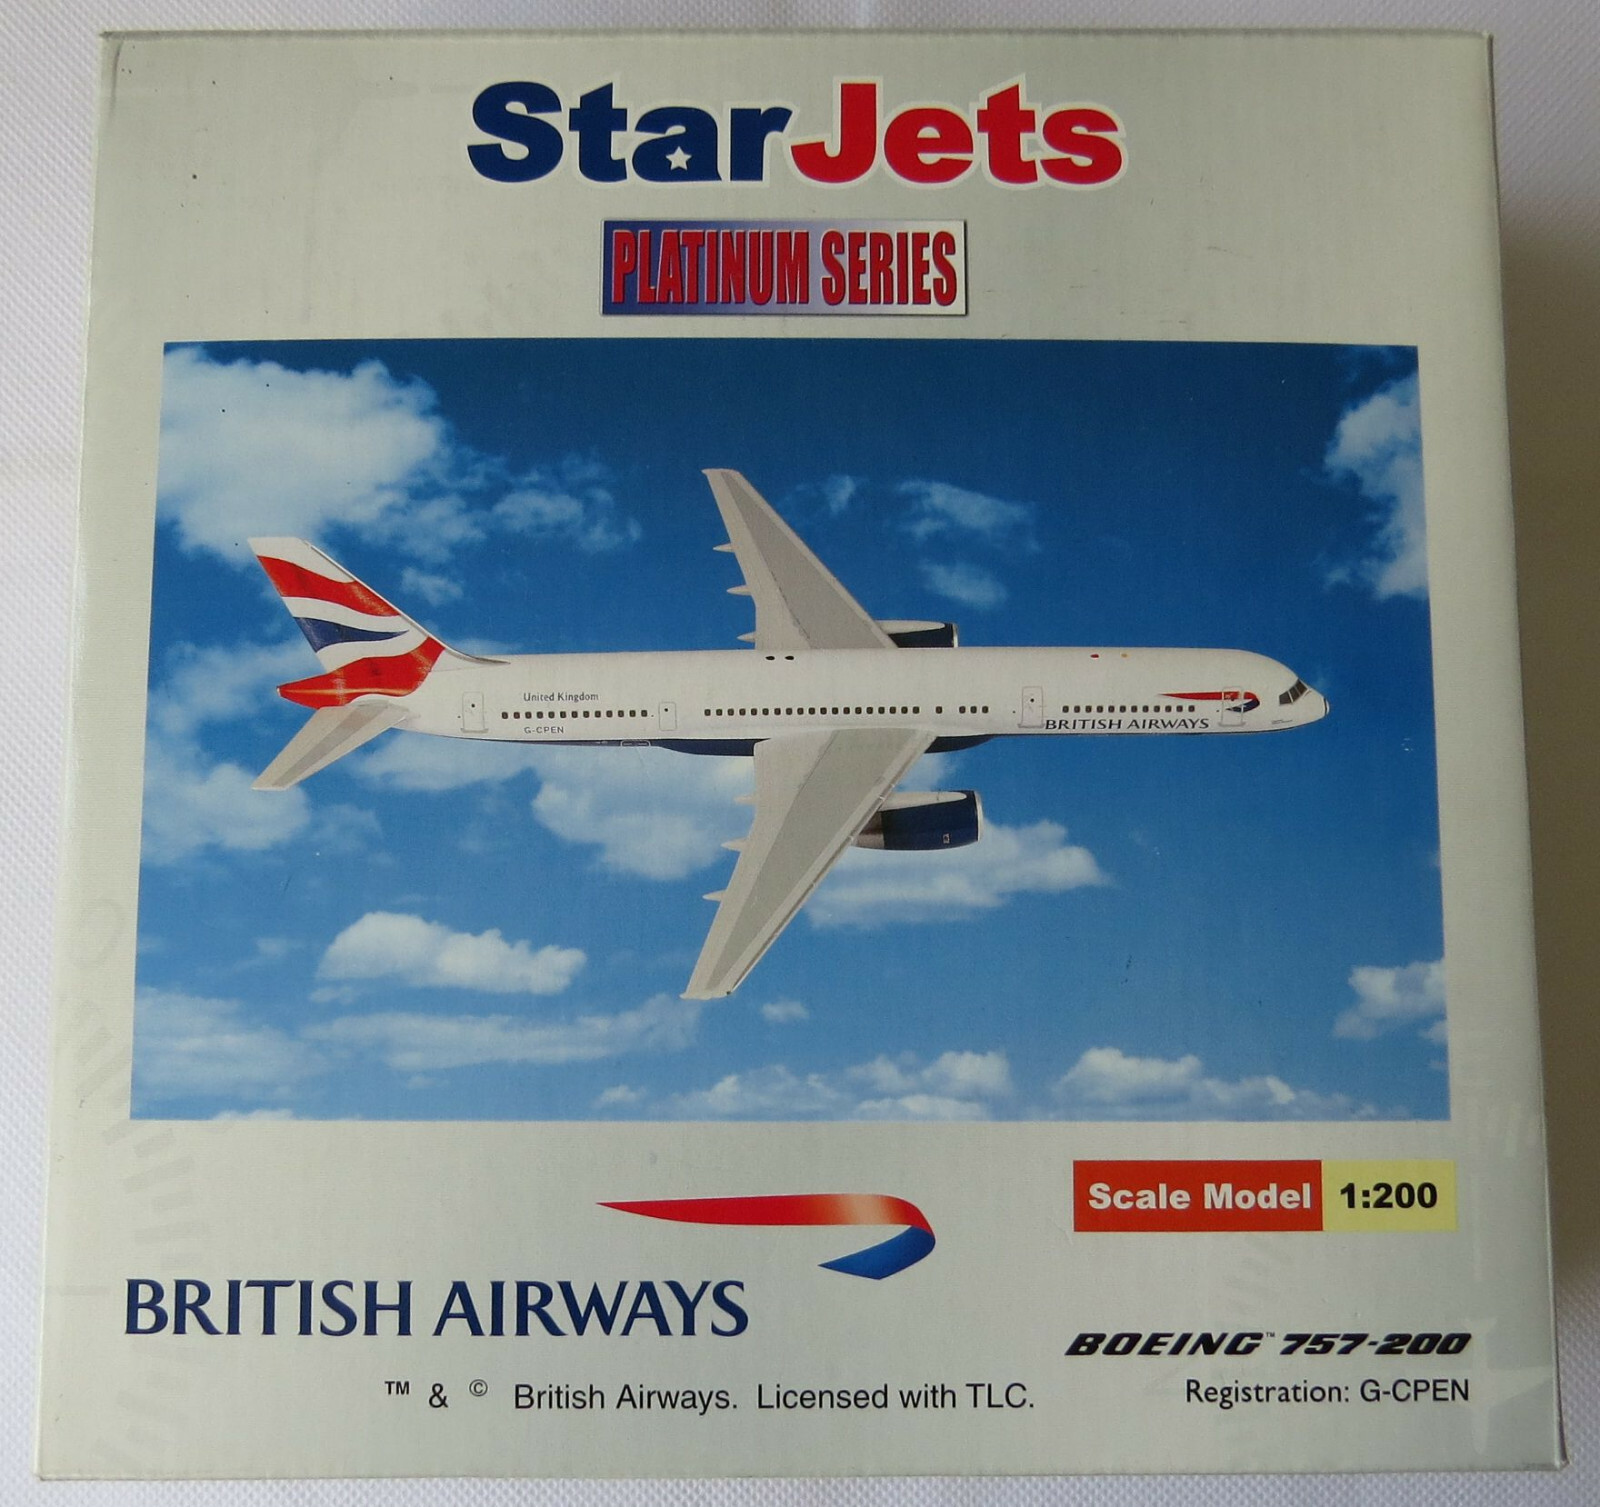 StarJets
PLATINUM SERIES
United Kingdom
G-CPEN
BRITISH AIRWAYS
Scale Model 1:200
BRITISH AIRWAYS
BOEING™ 757-200
™ & © British Airways. Licensed with TLC.
Registration: G-CPEN